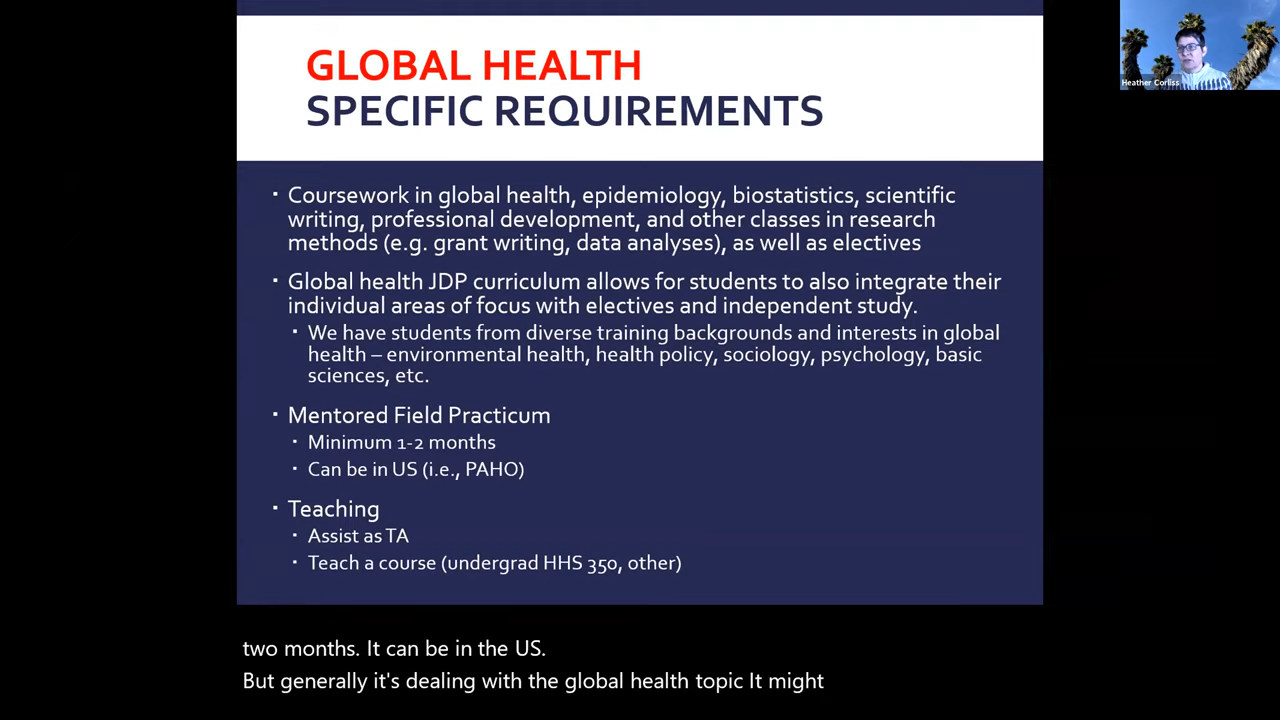 GLOBAL HEALTH
SPECIFIC REQUIREMENTS
Heather Corliss
▪ Coursework in global health, epidemiology, biostatistics, scientific
writing, professional development, and other classes in research
methods (e.g. grant writing, data analyses), as well as electives
▪ Global health JDP curriculum allows for students to also integrate their
individual areas of focus with electives and independent study.
▪ We have students from diverse training backgrounds and interests in global
health – environmental health, health policy, sociology, psychology, basic
sciences, etc.
▪ Mentored Field Practicum
▪ Minimum 1-2 months
▪ Can be in US (i.e., PAHO)
▪ Teaching
▪ Assist as TA
▪ Teach a course (undergrad HHS 350, other)
two months. It can be in the US.
But generally it's dealing with the global health topic It might